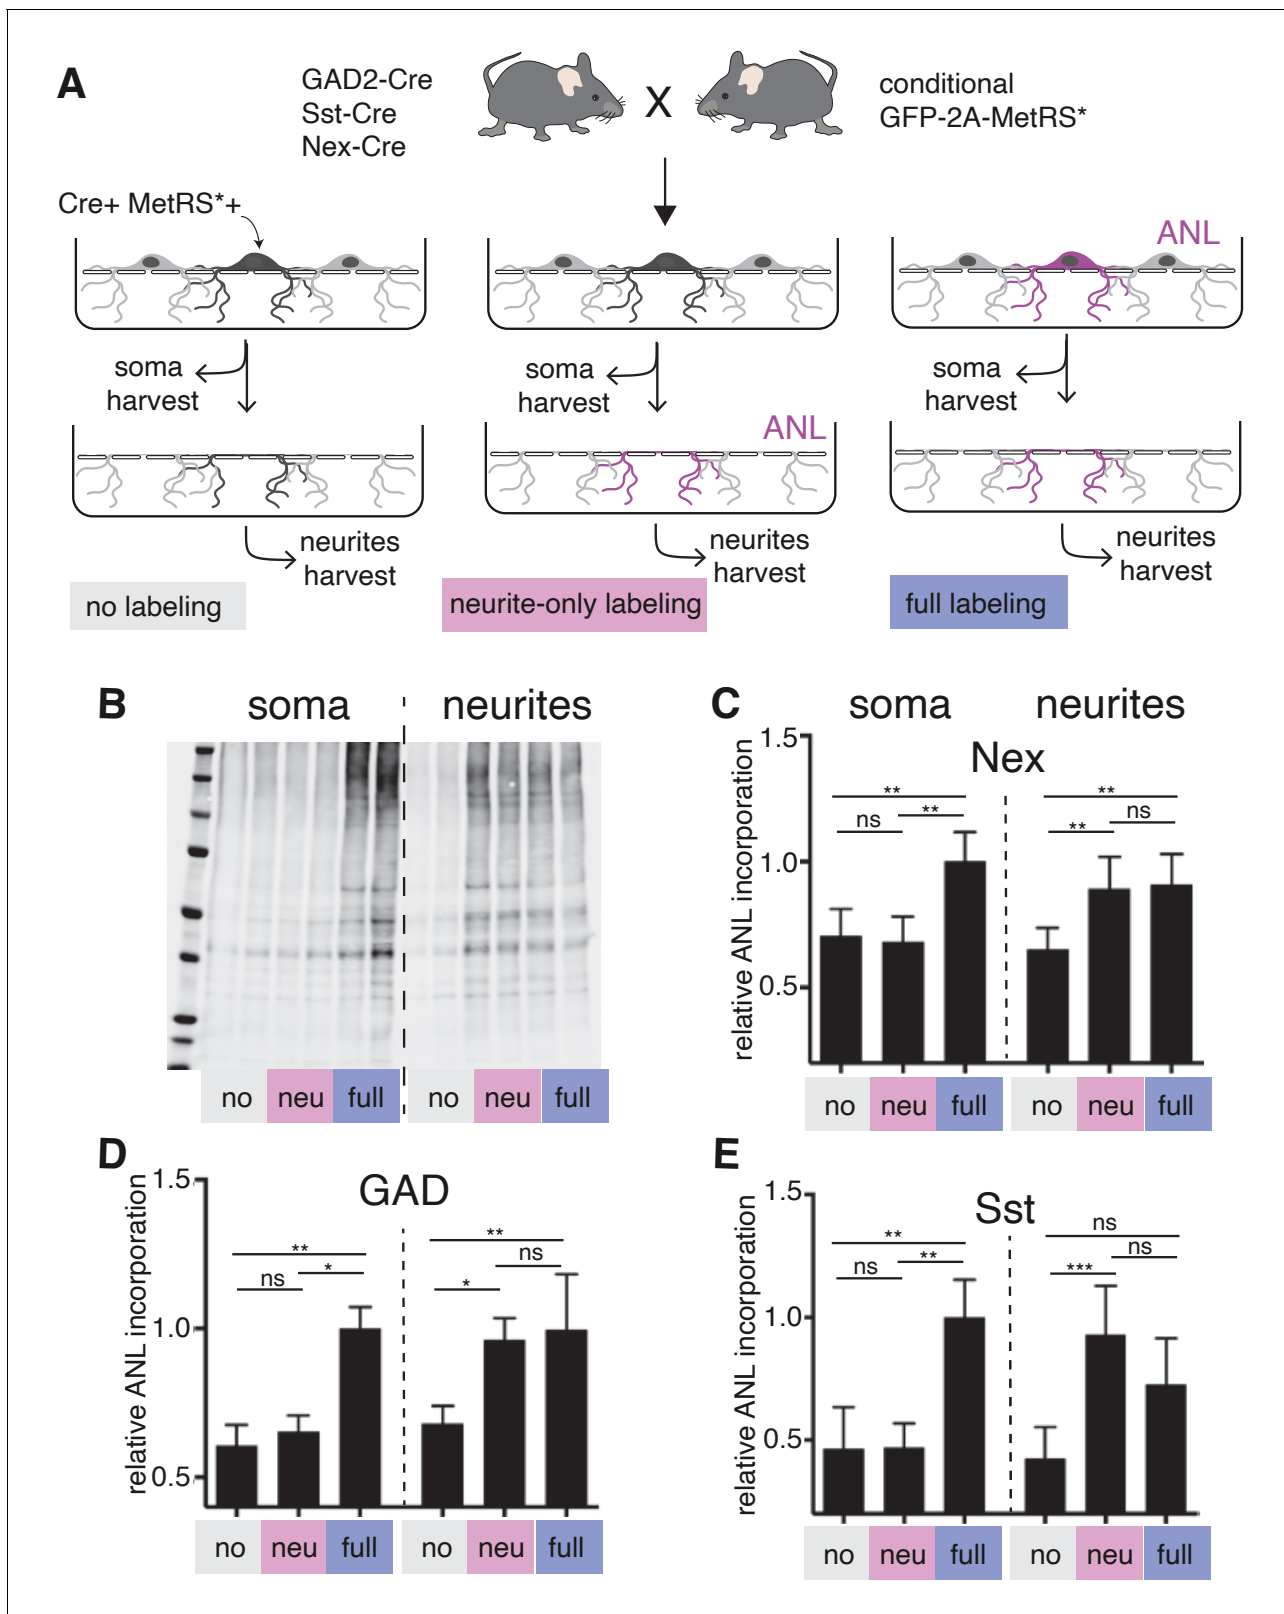 A
GAD2-Cre
Sst-Cre
Nex-Cre
X
conditional
GFP-2A-MetRS*
Cre+ MetRS*+
ANL
soma
harvest
soma
harvest
soma
harvest
ANL
neurites
harvest
neurites
harvest
neurites
harvest
no labeling
neurite-only labeling
full labeling
B
soma
neurites
no
neu
full
no
neu
full
C
soma
neurites
Nex
relative ANL incorporation
1.5
1.0
0.5
**
ns
**
**
**
ns
no
neu
full
no
neu
full
D
GAD
relative ANL incorporation
1.5
1.0
0.5
**
ns
*
**
*
ns
no
neu
full
no
neu
full
E
Sst
relative ANL incorporation
1.5
1.0
0.5
**
ns
**
ns
***
ns
no
neu
full
no
neu
full